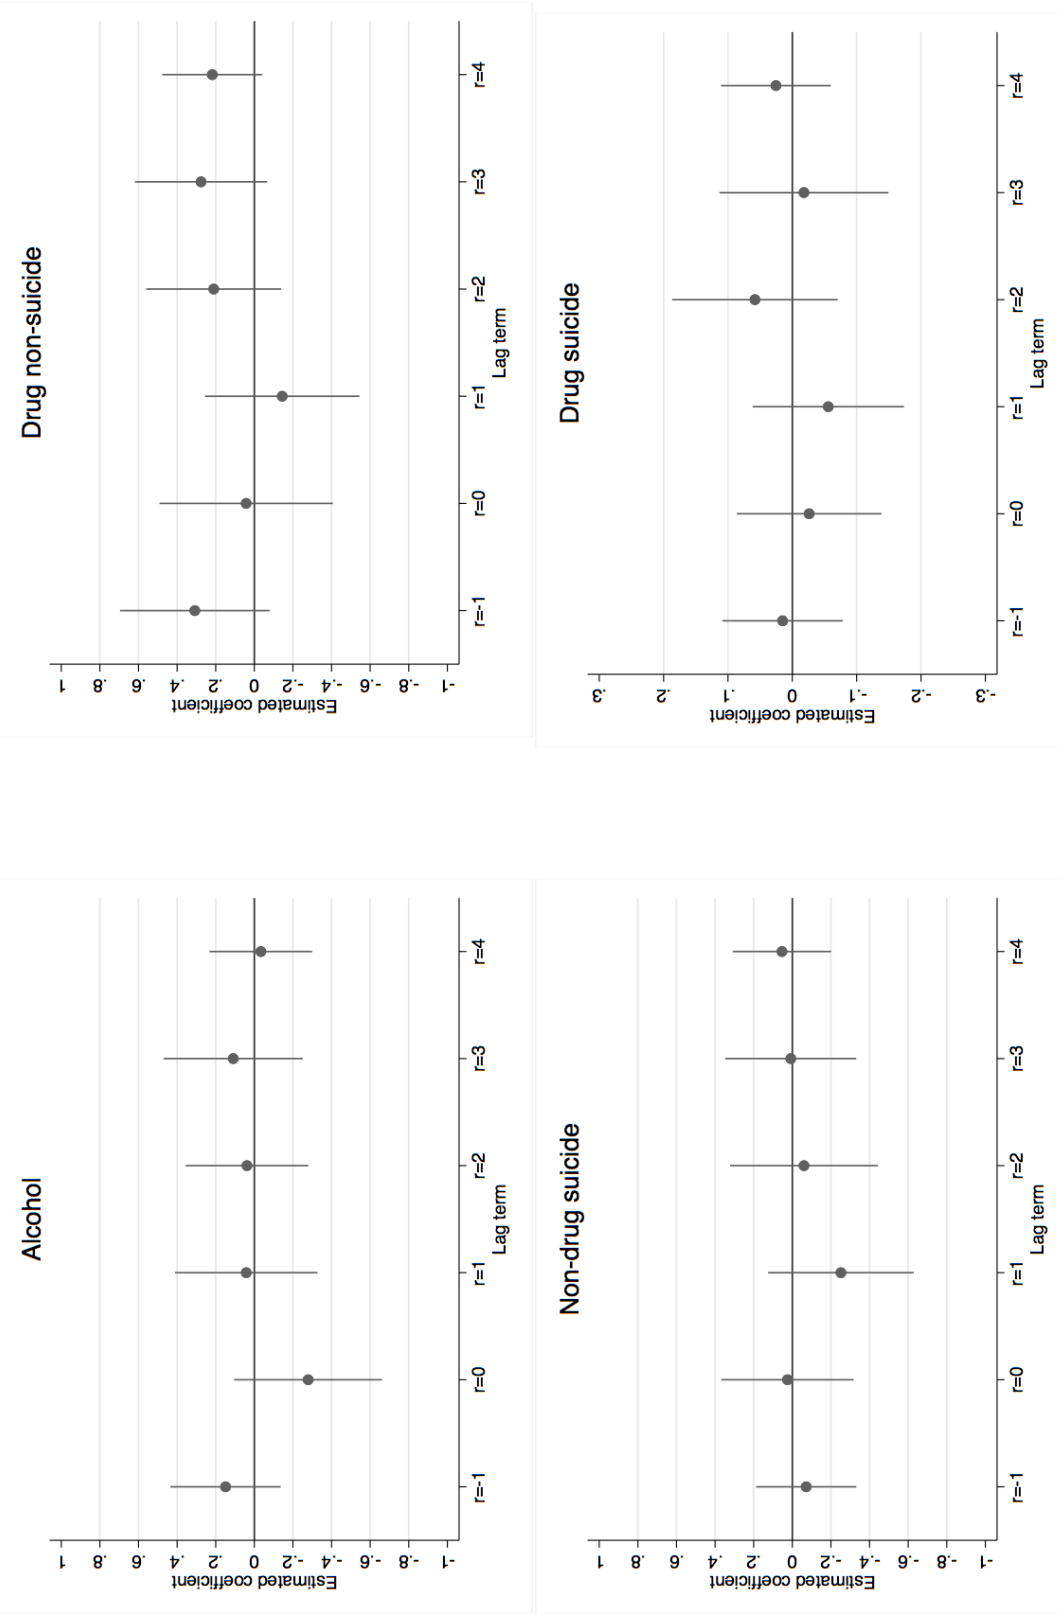 Alcohol
Estimated coefficient
1
.8
.6
.4
.2
0
-.2
-.4
-.6
-.8
-1
r=-1 r=0 r=1 r=2 r=3 r=4
Lag term
Drug non-suicide
Estimated coefficient
1
.8
.6
.4
.2
0
-.2
-.4
-.6
-.8
-1
r=-1 r=0 r=1 r=2 r=3 r=4
Lag term
Non-drug suicide
Estimated coefficient
1
.8
.6
.4
.2
0
-.2
-.4
-.6
-.8
-1
r=-1 r=0 r=1 r=2 r=3 r=4
Lag term
Drug suicide
Estimated coefficient
.3
.2
.1
0
-.1
-.2
-.3
r=-1 r=0 r=1 r=2 r=3 r=4
Lag term